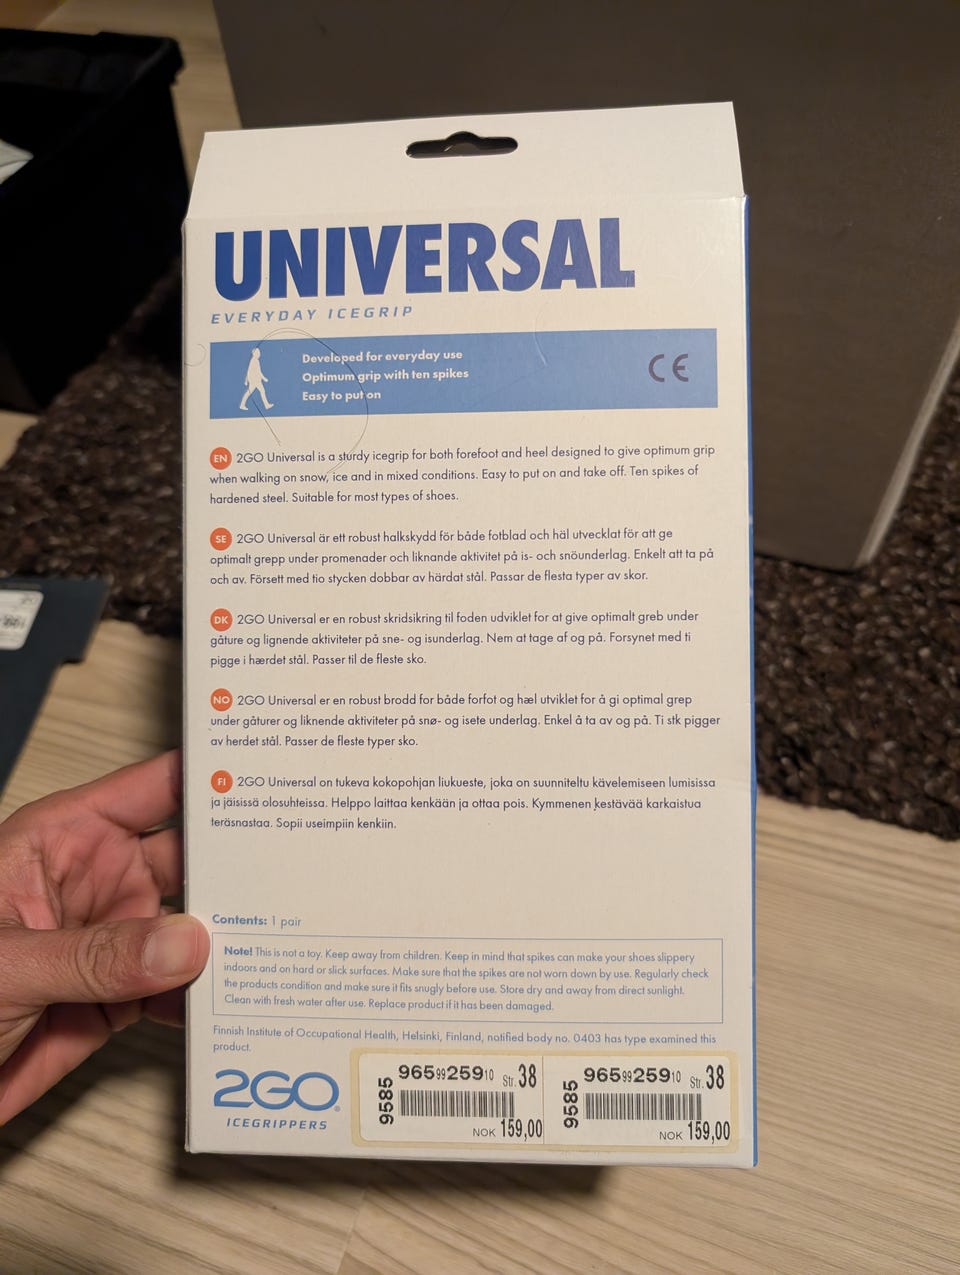 UNIVERSAL
EVERYDAY ICEGRIP
Developed for everyday use
Optimum grip with ten spikes
Easy to put on
CE
EN 2GO Universal is a sturdy icegrip for both forefoot and heel designed to give optimum grip
when walking on snow, ice and in mixed conditions. Easy to put on and take off. Ten spikes of
hardened steel. Suitable for most types of shoes.
SE 2GO Universal är ett robust halkskydd för både fotblad och häl utvecklat för att ge
optimalt grepp under promenader och liknande aktivitet på is- och snöunderlag. Enkelt att ta på
och av. Försett med tio stycken dobbar av härdat stål. Passar de flesta typer av skor.
DK 2GO Universal er en robust skridsikring til foden udviklet for at give optimalt greb under
gåture og lignende aktiviteter på sne- og isunderlag. Nem at tage af og på. Forsynet med ti
pigge i hærdet stål. Passer til de fleste sko.
NO 2GO Universal er en robust brodd for både forfot og hæl utviklet for å gi optimal grep
under gåturer og liknende aktiviteter på snø- og isete underlag. Enkel å ta av og på. Ti stk pigger
av herdet stål. Passer de fleste typer sko.
FI 2GO Universal on tukeva kokopohjan liukueste, joka on suunniteltu kävelemiseen lumisissa
ja jäisissä olosuhteissa. Helppo laittaa kenkään ja ottaa pois. Kymmenen kestävää karkaistua
teräsnastaa. Sopii useimpiin kenkiin.
Contents: 1 pair
Note! This is not a toy. Keep away from children. Keep in mind that spikes can make your shoes slippery
indoors and on hard or slick surfaces. Make sure that the spikes are not worn down by use. Regularly check
the products condition and make sure it fits snugly before use. Store dry and away from direct sunlight.
Clean with fresh water after use. Replace product if it has been damaged.
Finnish Institute of Occupational Health, Helsinki, Finland, notified body no. 0403 has type examined this
product.
2GO®
ICEGRIPPERS
9585 965 99 259 10 Str. 38
NOK 159,00
9585 965 99 259 10 Str. 38
NOK 159,00